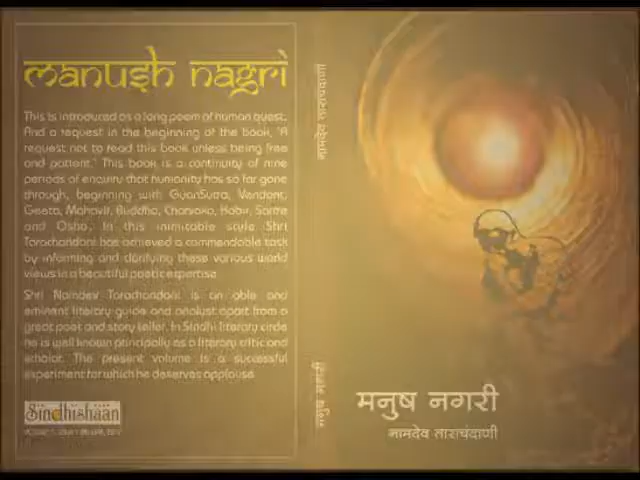 manush nagri
This is introduced as a long poem of human quest.
And a request in the beginning of the book, 'A
request not to read this book unless being free
and patient.' This book is a continuity of nine
periods of enquiry that humanity has so far gone
through, beginning with GyanSutra, Vendant,
Geeta, Mahavir, Buddha, Charvaka, Kabir, Sartre
and Osho. In this inimitable style Shri
Tarachandani has achieved a commendable task
by informing and clarifying these various world
views in a beautiful poetic expertise.
Shri Namdev Tarachandani is an able and
eminent literary guide and analyst apart from a
great poet and story teller. In Sindhi literary circle
he is well known principally as a literary critic and
scholar. The present volume is a successful
experiment for which he deserves applause.
Sindhishaan
नामदेव ताराचंदाणी
मनुष नगरी
मनुष नगरी
नामदेव ताराचंदाणी